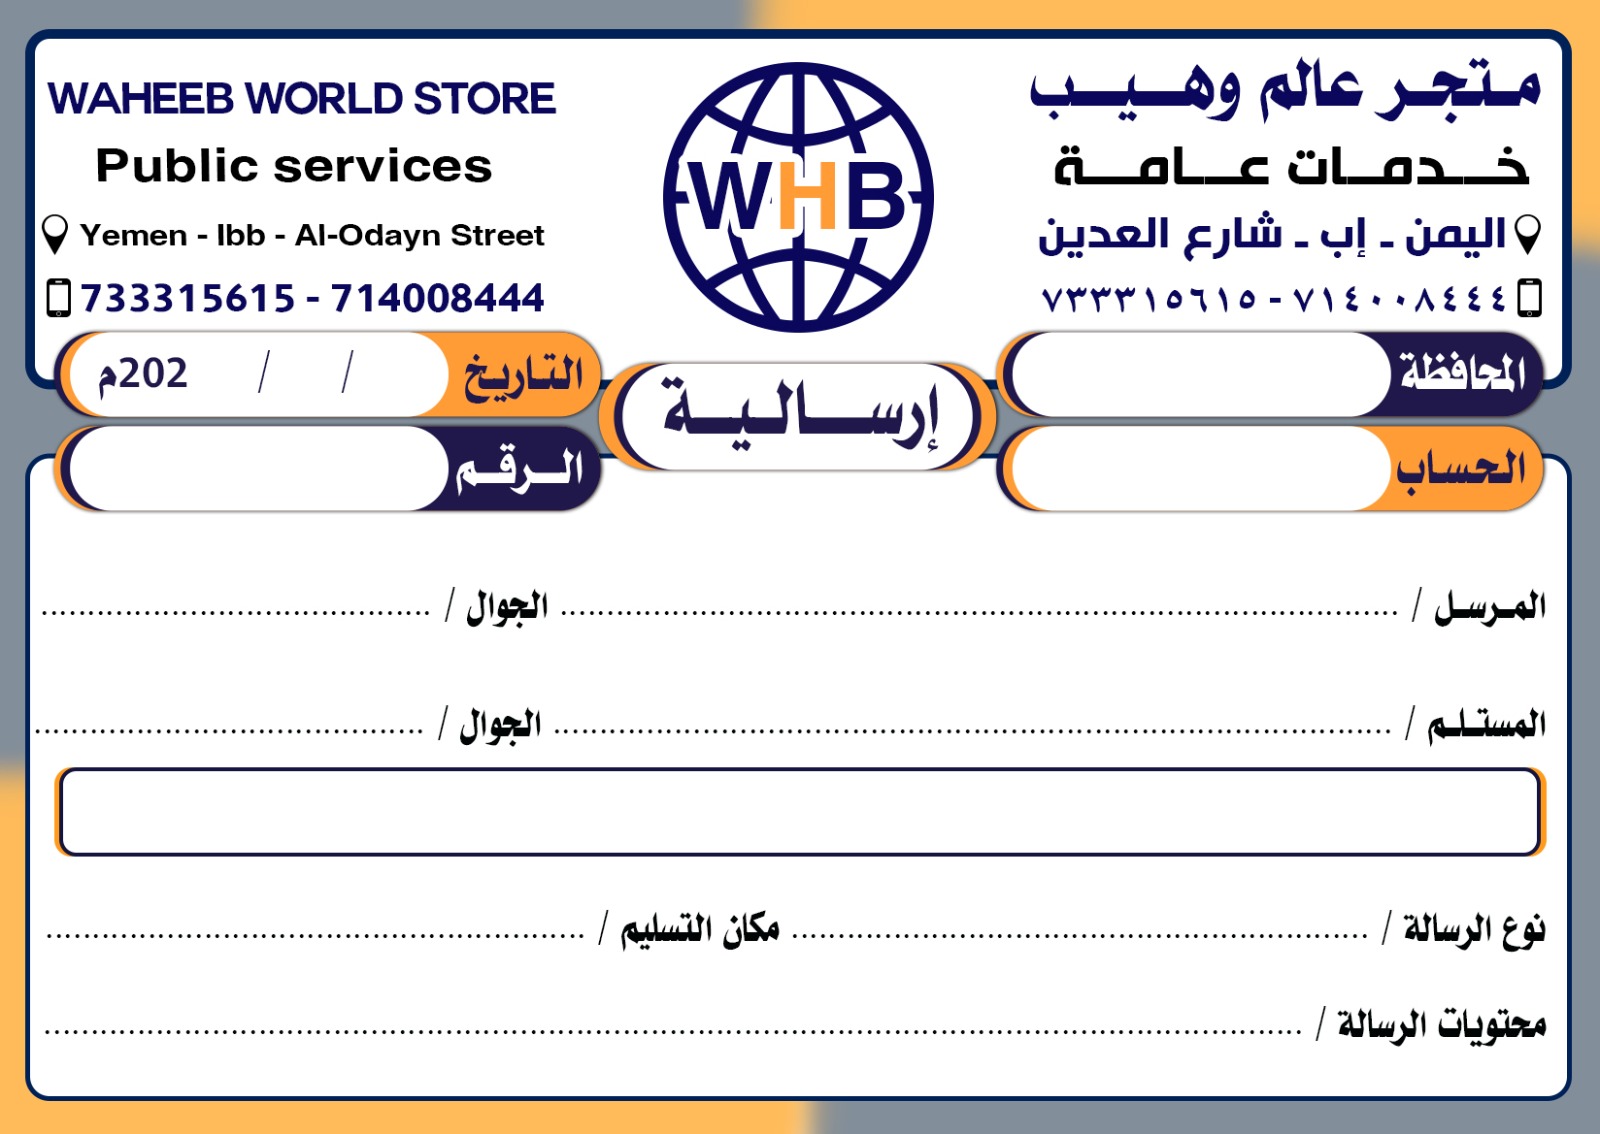 متجر عالم وهيب
خدمات عامة
اليمن - إب - شارع العدين
٧٣٣٣١٥٦١٥ - ٧١٤٠٠٨٤٤٤
WHB
WAHEEB WORLD STORE
Public services
Yemen - Ibb - Al-Odayn Street
733315615 - 714008444
المحافظة
التاريخ / / 202م
إرسالية
الحساب
الرقم
المرسل / ........................ الجوال / ........................
المستلم / ........................ الجوال / ........................
نوع الرسالة / ........................ مكان التسليم / ........................
محتويات الرسالة / ........................